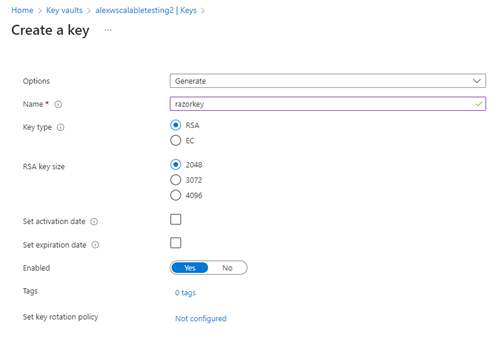 Home > Key vaults > alexwscalabletesting2 | Keys >
Create a key ...
Options Generate
Name * razorkey
Key type RSA
EC
RSA key size 2048
3072
4096
Set activation date
Set expiration date
Enabled Yes No
Tags 0 tags
Set key rotation policy Not configured